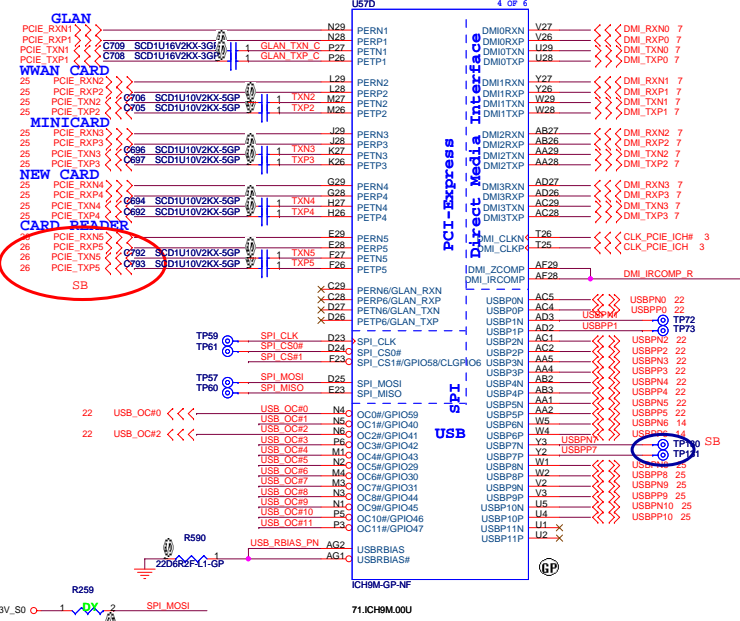 U57D 4 OF 6
GLAN
PCIE_RXN1 N29 PERN1 DMI0RXN V27 DMI_RXN0 7
PCIE_RXP1 N28 PERP1 DMI0RXP V26 DMI_RXP0 7
PCIE_TXN1 C709 SCD1U16V2KX-3GP 1 GLAN_TXN_C P27 PETN1 DMI0TXN U29 DMI_TXN0 7
PCIE_TXP1 C708 SCD1U16V2KX-3GP 1 GLAN_TXP_C P26 PETP1 DMI0TXP U28 DMI_TXP0 7
WWAN CARD
25 PCIE_RXN2 L29 PERN2 DMI1RXN Y27 DMI_RXN1 7
25 PCIE_RXP2 L28 PERP2 DMI1RXP Y26 DMI_RXP1 7
25 PCIE_TXN2 C706 SCD1U10V2KX-5GP 1 TXN2 M27 PETN2 DMI1TXN W29 DMI_TXN1 7
25 PCIE_TXP2 C705 SCD1U10V2KX-5GP 1 TXP2 M26 PETP2 DMI1TXP W28 DMI_TXP1 7
MINICARD
25 PCIE_RXN3 J29 PERN3 DMI2RXN AB27 DMI_RXN2 7
25 PCIE_RXP3 J28 PERP3 DMI2RXP AB26 DMI_RXP2 7
25 PCIE_TXN3 C696 SCD1U10V2KX-5GP 1 TXN3 K27 PETN3 DMI2TXN AA29 DMI_TXN2 7
25 PCIE_TXP3 C697 SCD1U10V2KX-5GP 1 TXP3 K26 PETP3 DMI2TXP AA28 DMI_TXP2 7
NEW CARD
25 PCIE_RXN4 G29 PERN4 DMI3RXN AD27 DMI_RXN3 7
25 PCIE_RXP4 G28 PERP4 DMI3RXP AD26 DMI_RXP3 7
25 PCIE_TXN4 C694 SCD1U10V2KX-5GP 1 TXN4 H27 PETN4 DMI3TXN AC29 DMI_TXN3 7
25 PCIE_TXP4 C692 SCD1U10V2KX-5GP 1 TXP4 H26 PETP4 DMI3TXP AC28 DMI_TXP3 7
CARD READER
PCIE_RXN5 E29 PERN5 DMI_CLKN T26 CLK_PCIE_ICH# 3
PCIE_RXP5 E28 PERP5 DMI_CLKP T25 CLK_PCIE_ICH 3
26 PCIE_TXN5 C792 SCD1U10V2KX-5GP 1 TXN5 F27 PETN5
26 PCIE_TXP5 C793 SCD1U10V2KX-5GP 1 TXP5 F26 PETP5 DMI_ZCOMP AF29
DMI_IRCOMP AF28 DMI_IRCOMP_R
SB
PCI-Express
Direct Media Interface
C29 PERN6/GLAN_RXN
C28 PERP6/GLAN_RXP USBP0N AC5 USBPN0 22
D27 PETN6/GLAN_TXN USBP0P AC4 USBPP0 22
D26 PETP6/GLAN_TXP USBP1N AD3 USBPN1 TP72
USBP1P AD2 USBPP1 TP73
TP59 SPI_CLK D23 SPI_CLK USBP2N AC1 USBPN2 22
TP61 SPI_CS0# D24 SPI_CS0# USBP2P AC2 USBPP2 22
SPI_CS#1 F23 SPI_CS1#/GPIO58/CLGPIO6 USBP3N AA5 USBPN3 22
USBP3P AA4 USBPP3 22
TP57 SPI_MOSI D25 SPI_MOSI USBP4N AB2 USBPN4 22
TP60 SPI_MISO E23 SPI_MISO USBP4P AB3 USBPP4 22
SPI
USBP5N AA1 USBPN5 22
22 USB_OC#0 USB_OC#0 N4 OC0#/GPIO59 USBP5P AA2 USBPP5 22
USB_OC#1 N5 OC1#/GPIO40 USBP6N W5 USBPN6 14
22 USB_OC#2 USB_OC#2 N6 OC2#/GPIO41 USBP6P W4
USB
USB_OC#3 P6 OC3#/GPIO42 USBP7N Y3 USBPN7 SB
USB_OC#4 M1 OC4#/GPIO43 USBP7P Y2 USBPP7
USB_OC#5 N2 OC5#/GPIO29 USBP8N W1 USBPN8 25
USB_OC#6 M4 OC6#/GPIO30 USBP8P W2 USBPP8 25
USB_OC#7 M3 OC7#/GPIO31 USBP9N V2 USBPN9 25
USB_OC#8 N3 OC8#/GPIO44 USBP9P V3 USBPP9 25
USB_OC#9 N1 OC9#/GPIO45 USBP10N U5 USBPN10 25
USB_OC#10 P5 OC10#/GPIO46 USBP10P U4 USBPP10 25
USB_OC#11 P3 OC11#/GPIO47 USBP11N U1
USBP11P U2
R590 USB_RBIAS_PN AG2 USBRBIAS
22D6R2F-L1-GP 1 AG1 USBRBIAS#
GP
ICH9M-GP-NF
R259
3V_S0 1 DX 2 SPI_MOSI
71.ICH9M.00U